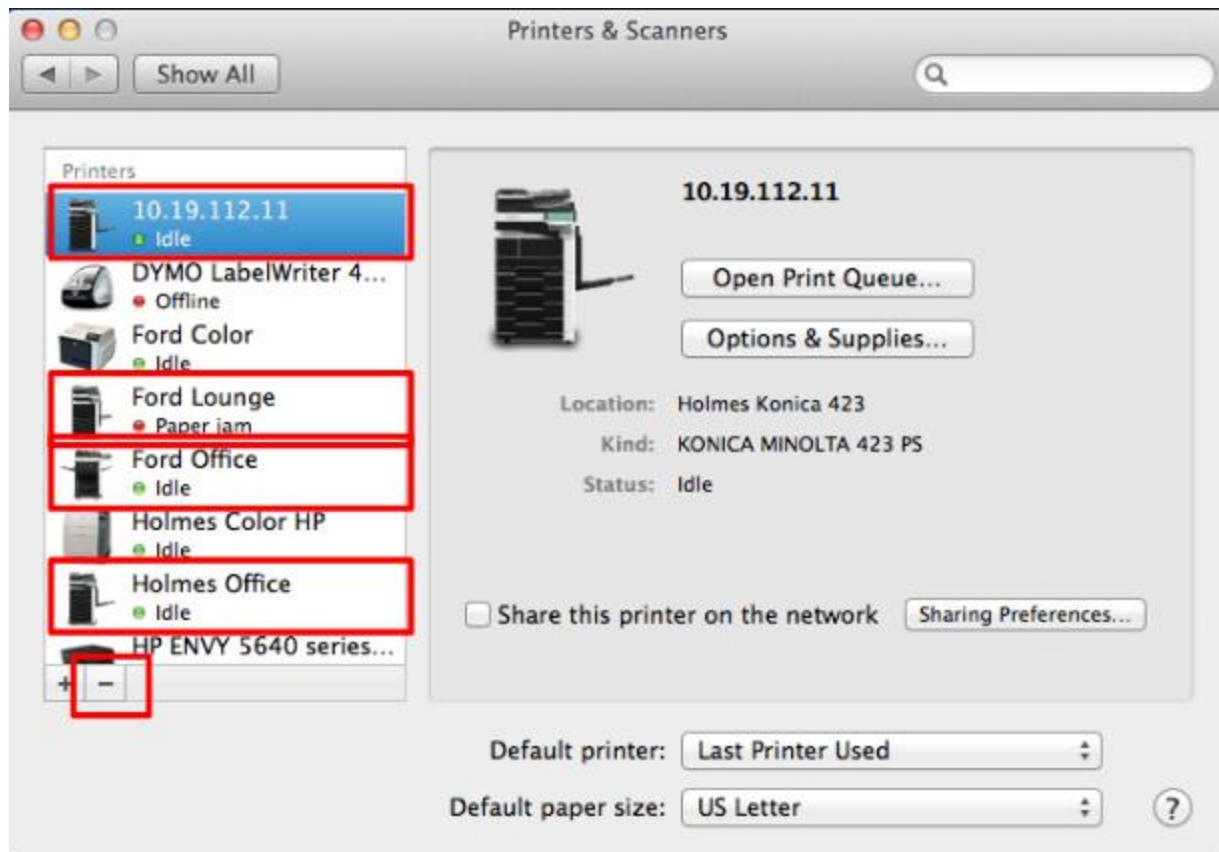 Printers & Scanners
Show All
Printers
10.19.112.11
Idle
DYMO LabelWriter 4...
Offline
Ford Color
Idle
Ford Lounge
Paper jam
Ford Office
Idle
Holmes Color HP
Idle
Holmes Office
Idle
HP ENVY 5640 series...
+ −
10.19.112.11
Open Print Queue...
Options & Supplies...
Location: Holmes Konica 423
Kind: KONICA MINOLTA 423 PS
Status: Idle
Share this printer on the network Sharing Preferences...
Default printer: Last Printer Used
Default paper size: US Letter ?